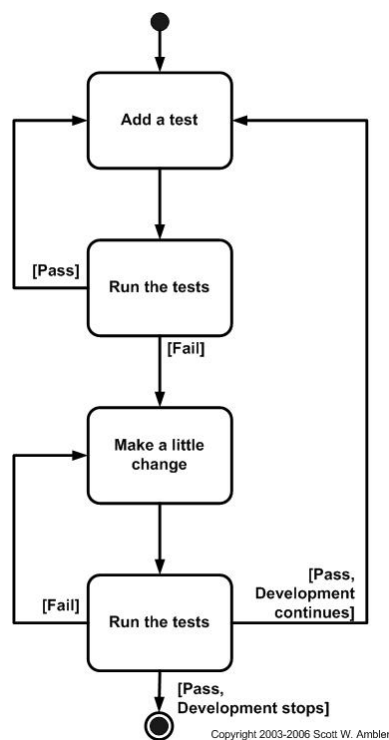 Add a test
[Pass]
Run the tests
[Fail]
Make a little
change
[Fail]
Run the tests
[Pass,
Development
continues]
[Pass,
Development stops]
Copyright 2003-2006 Scott W. Ambler